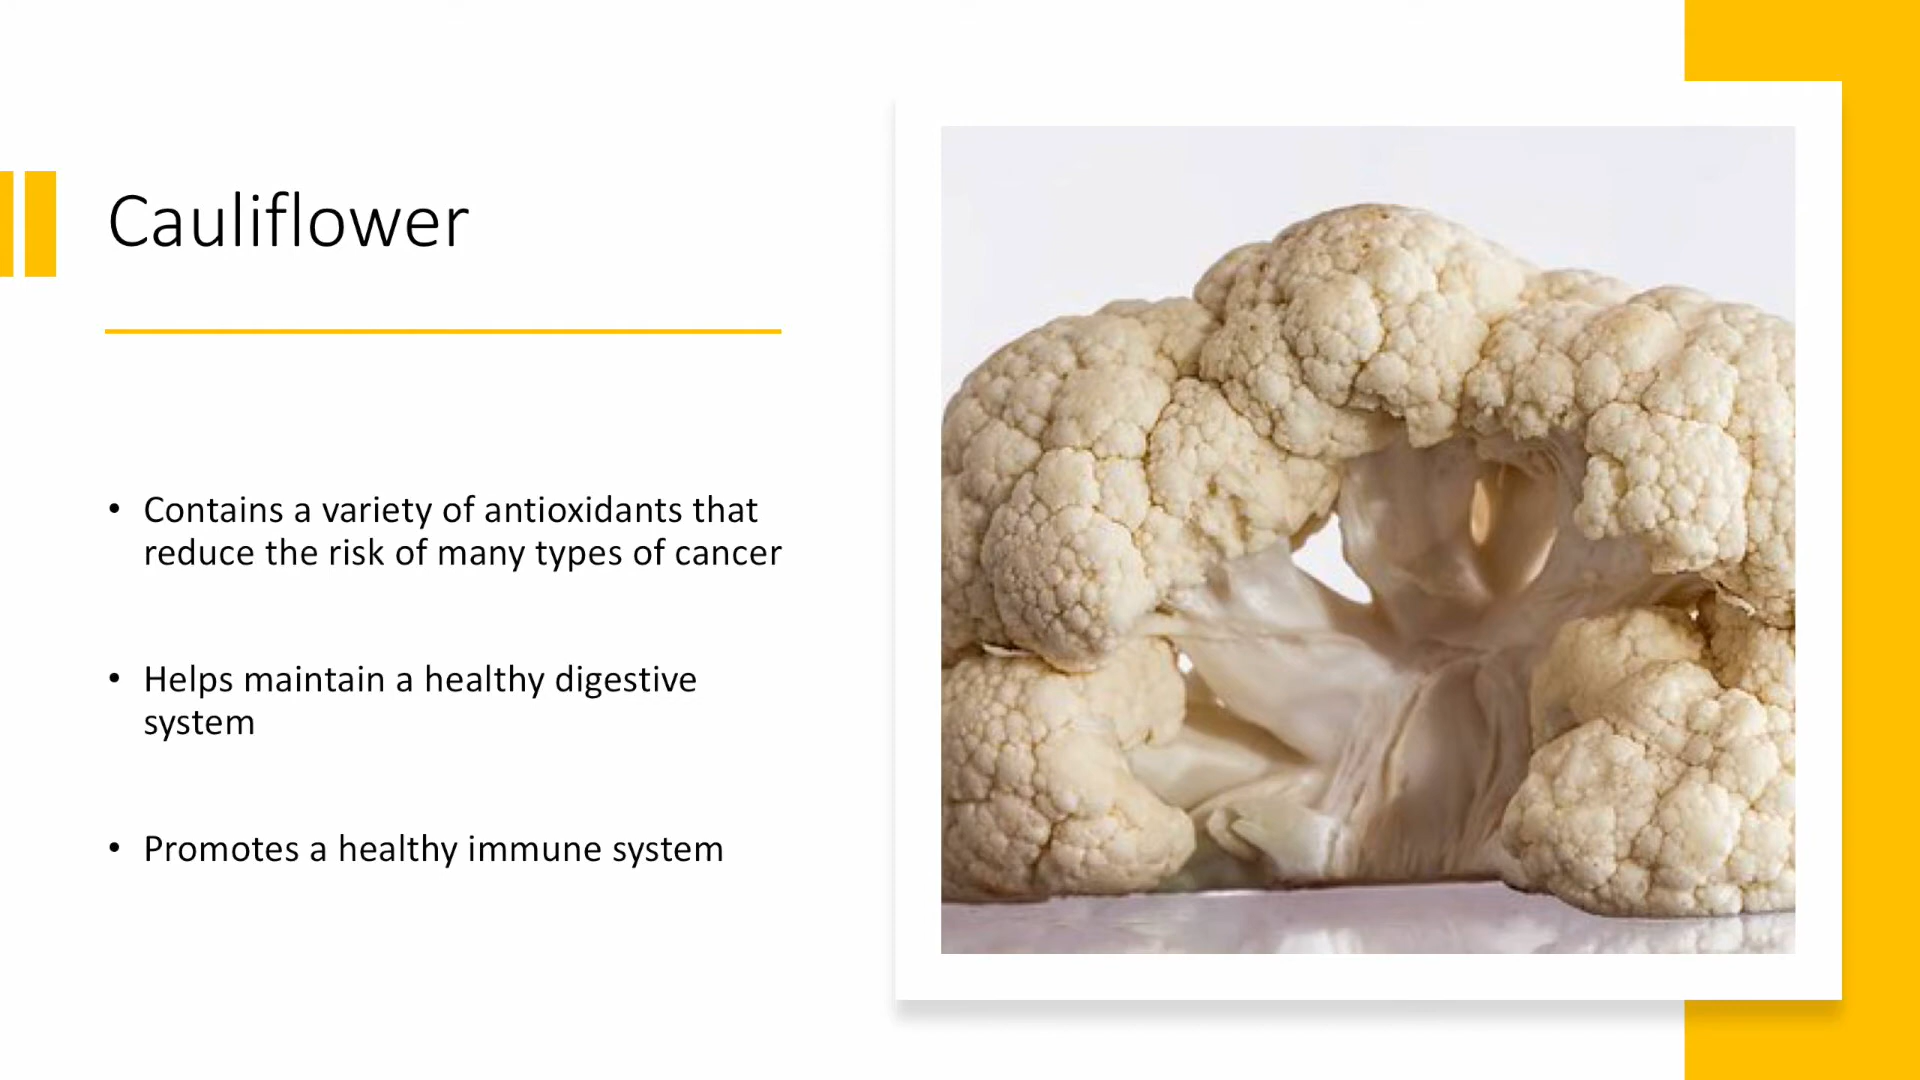 Cauliflower
• Contains a variety of antioxidants that
reduce the risk of many types of cancer
• Helps maintain a healthy digestive
system
• Promotes a healthy immune system